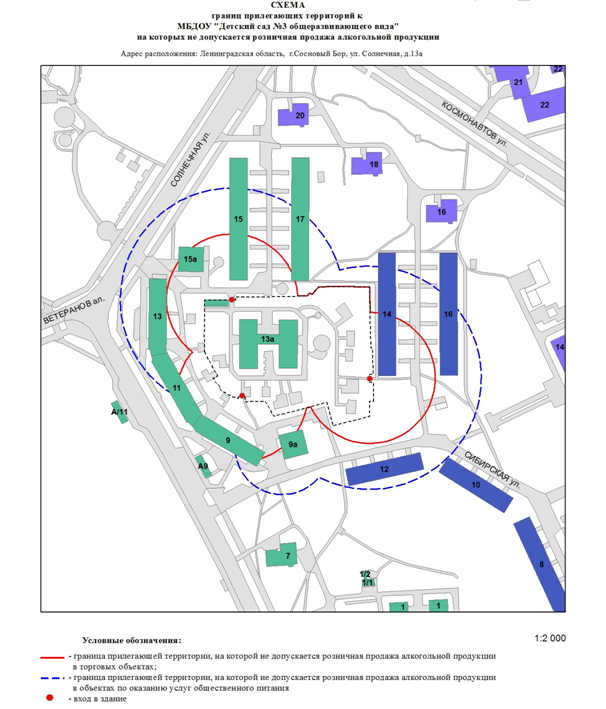 СХЕМА
границ прилегающих территорий к
МБДОУ "Детский сад №3 общеразвивающего вида"
на которых не допускается розничная продажа алкогольной продукции
Адрес расположения: Ленинградская область, г.Сосновый Бор, ул. Солнечная, д.13а
22
21
22
КОСМОНАВТОВ ул.
20
СОЛНЕЧНАЯ ул.
18
15
17
16
15а
ВЕТЕРАНОВ ал.
13
14
16
13а
14
11
А/11
9
9а
А9
12
СИБИРСКАЯ ул.
10
7
8
1/2
1/1
1
1
Условные обозначения:
1:2 000
- граница прилегающей территории, на которой не допускается розничная продажа алкогольной продукции
в торговых объектах;
- граница прилегающей территории, на которой не допускается розничная продажа алкогольной продукции
в объектах по оказанию услуг общественного питания
- вход в здание